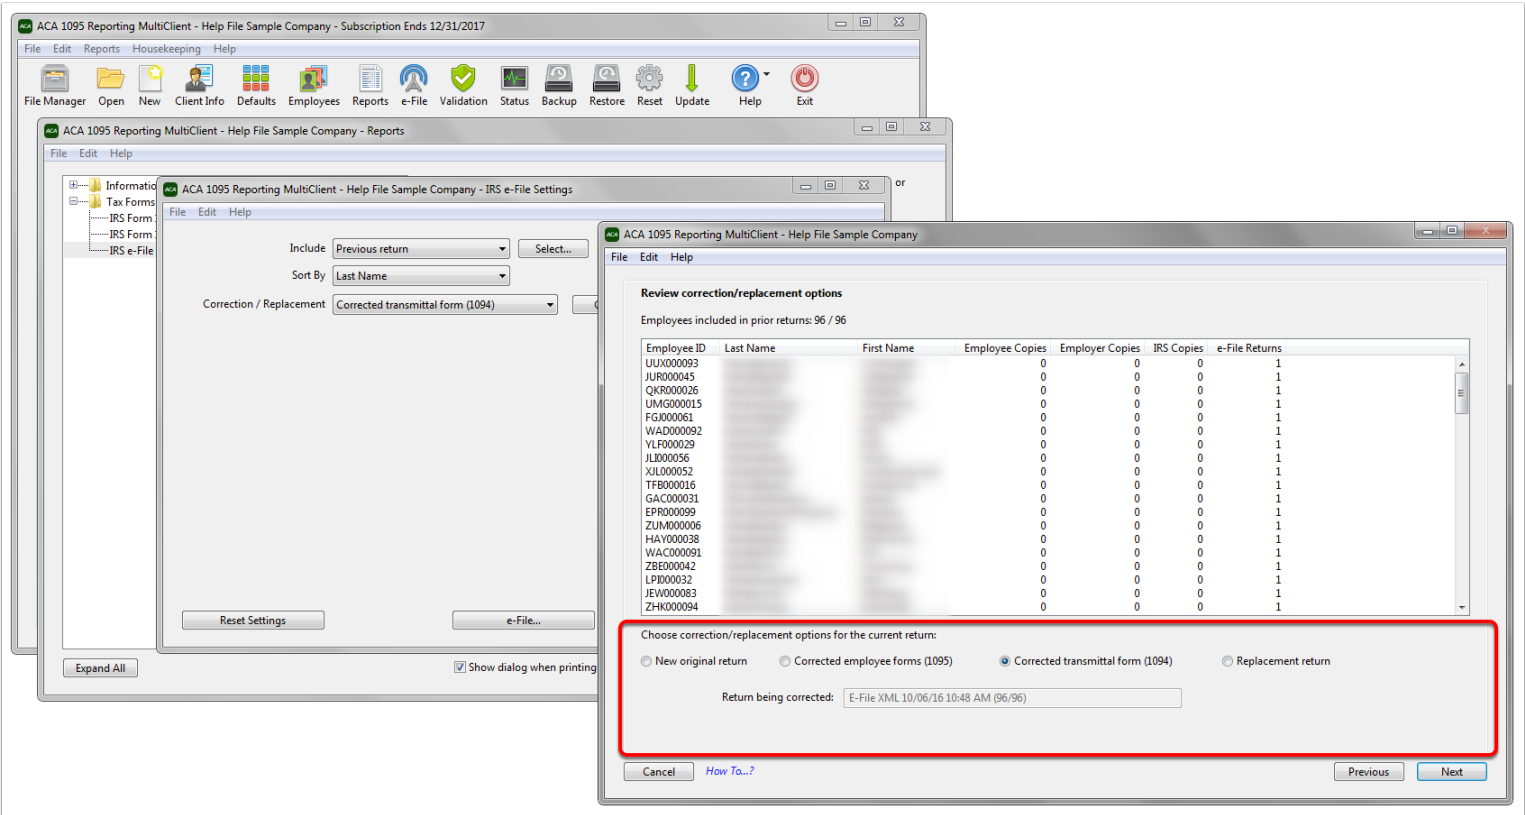 ACA 1095 Reporting MultiClient - Help File Sample Company - Subscription Ends 12/31/2017
File Edit Reports Housekeeping Help
File Manager Open New Client Info Defaults Employees Reports e-File Validation Status Backup Restore Reset Update Help Exit
ACA 1095 Reporting MultiClient - Help File Sample Company - Reports
File Edit Help
Informatio
or
Tax Forms
IRS Form
IRS Form
IRS e-File
ACA 1095 Reporting MultiClient - Help File Sample Company - IRS e-File Settings
File Edit Help
Include Previous return Select...
Sort By Last Name
Correction / Replacement Corrected transmittal form (1094)
Reset Settings e-File...
Expand All Show dialog when printing
ACA 1095 Reporting MultiClient - Help File Sample Company
File Edit Help
Review correction/replacement options
Employees included in prior returns: 96 / 96
Employee ID Last Name First Name Employee Copies Employer Copies IRS Copies e-File Returns
UUX000093 0 0 0 1
JUR000045 0 0 0 1
QKR000026 0 0 0 1
UMG000015 0 0 0 1
FGJ000061 0 0 0 1
WAD000092 0 0 0 1
YLF000029 0 0 0 1
JLI000056 0 0 0 1
XJL000052 0 0 0 1
TFB000016 0 0 0 1
GAC000031 0 0 0 1
EPR000099 0 0 0 1
ZUM000006 0 0 0 1
HAY000038 0 0 0 1
WAC000091 0 0 0 1
ZBE000042 0 0 0 1
LPI000032 0 0 0 1
JEW000083 0 0 0 1
ZHK000094 0 0 0 1
Choose correction/replacement options for the current return:
New original return Corrected employee forms (1095) Corrected transmittal form (1094) Replacement return
Return being corrected: E-File XML 10/06/16 10:48 AM (96/96)
Cancel How To...? Previous Next